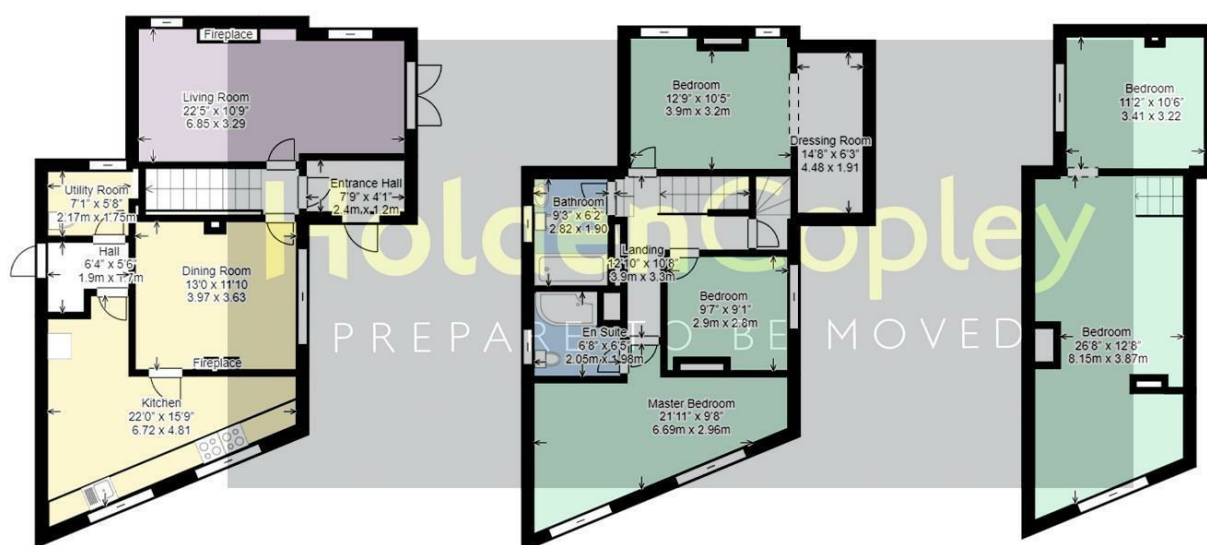 Fireplace
Living Room
22'5" x 10'9"
6.85 x 3.29
Utility Room
7'1" x 5'8"
2.17m x 1.75m
Entrance Hall
7'9" x 4'1"
2.4m x 1.2m
Hall
6'4" x 5'6"
1.9m x 1.7m
Dining Room
13'0 x 11'10
3.97 x 3.63
Fireplace
Kitchen
22'0" x 15'9"
6.72 x 4.81
Bedroom
12'9" x 10'5"
3.9m x 3.2m
Dressing Room
14'8" x 6'3"
4.48 x 1.91
Bathroom
9'3" x 6'2"
2.82 x 1.90
Landing
12'10" x 10'8"
3.9m x 3.3m
Bedroom
9'7" x 9'1"
2.9m x 2.8m
En Suite
6'8" x 6'5"
2.05m x 1.98m
Master Bedroom
21'11" x 9'8"
6.69m x 2.96m
Bedroom
11'2" x 10'6"
3.41 x 3.22
Bedroom
26'8" x 12'8"
8.15m x 3.87m
HoldenCopley
PREPARE TO BE MOVED